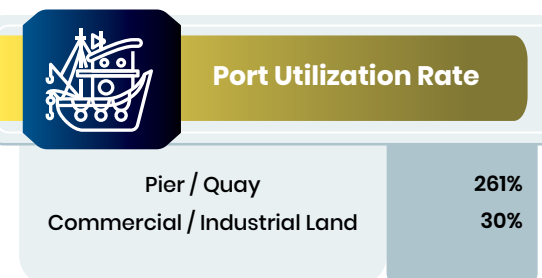 Port Utilization Rate
Pier / Quay 261%
Commercial / Industrial Land 30%